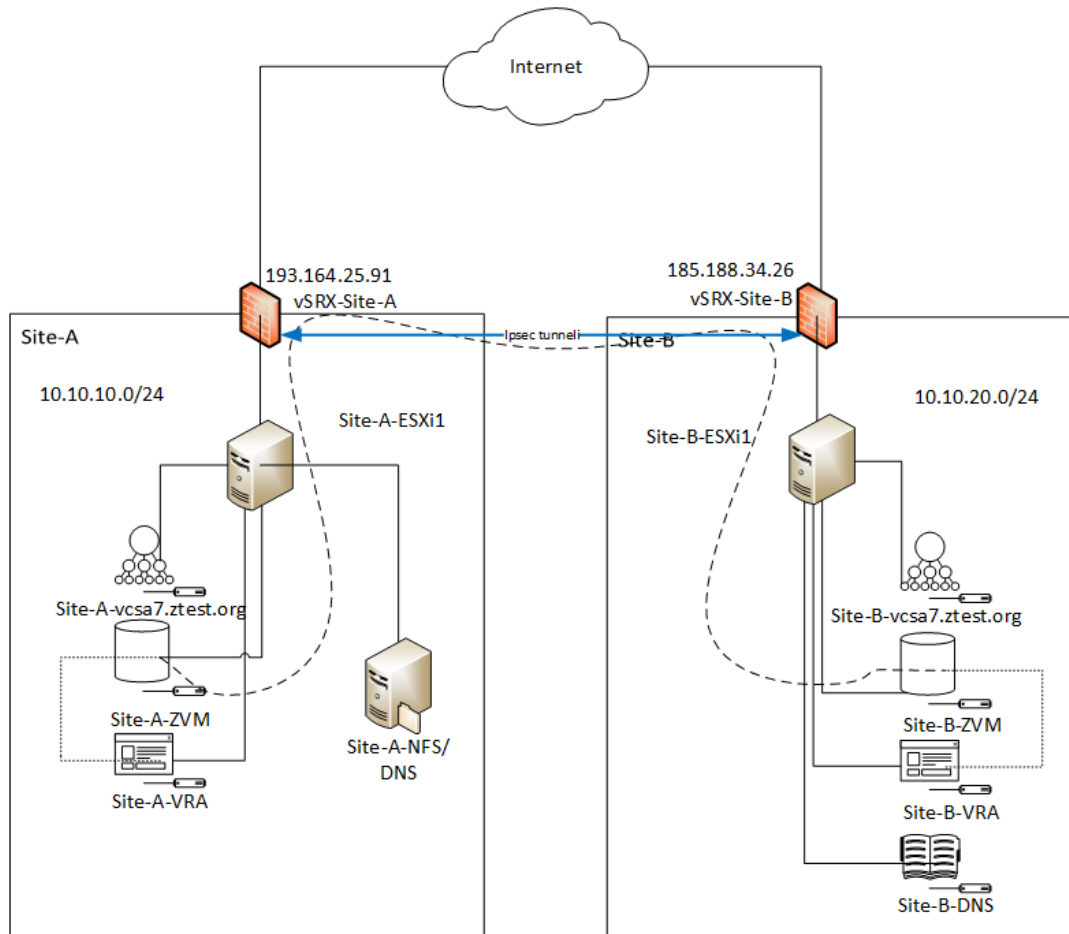 Internet
193.164.25.91
vSRX-Site-A
185.188.34.26
vSRX-Site-B
Site-A
Ipsec tunneli
Site-B
10.10.10.0/24
10.10.20.0/24
Site-A-ESXi1
Site-B-ESXi1
Site-A-vcsa7.ztest.org
Site-B-vcsa7.ztest.org
Site-A-ZVM
Site-B-ZVM
Site-A-NFS/
DNS
Site-A-VRA
Site-B-VRA
Site-B-DNS